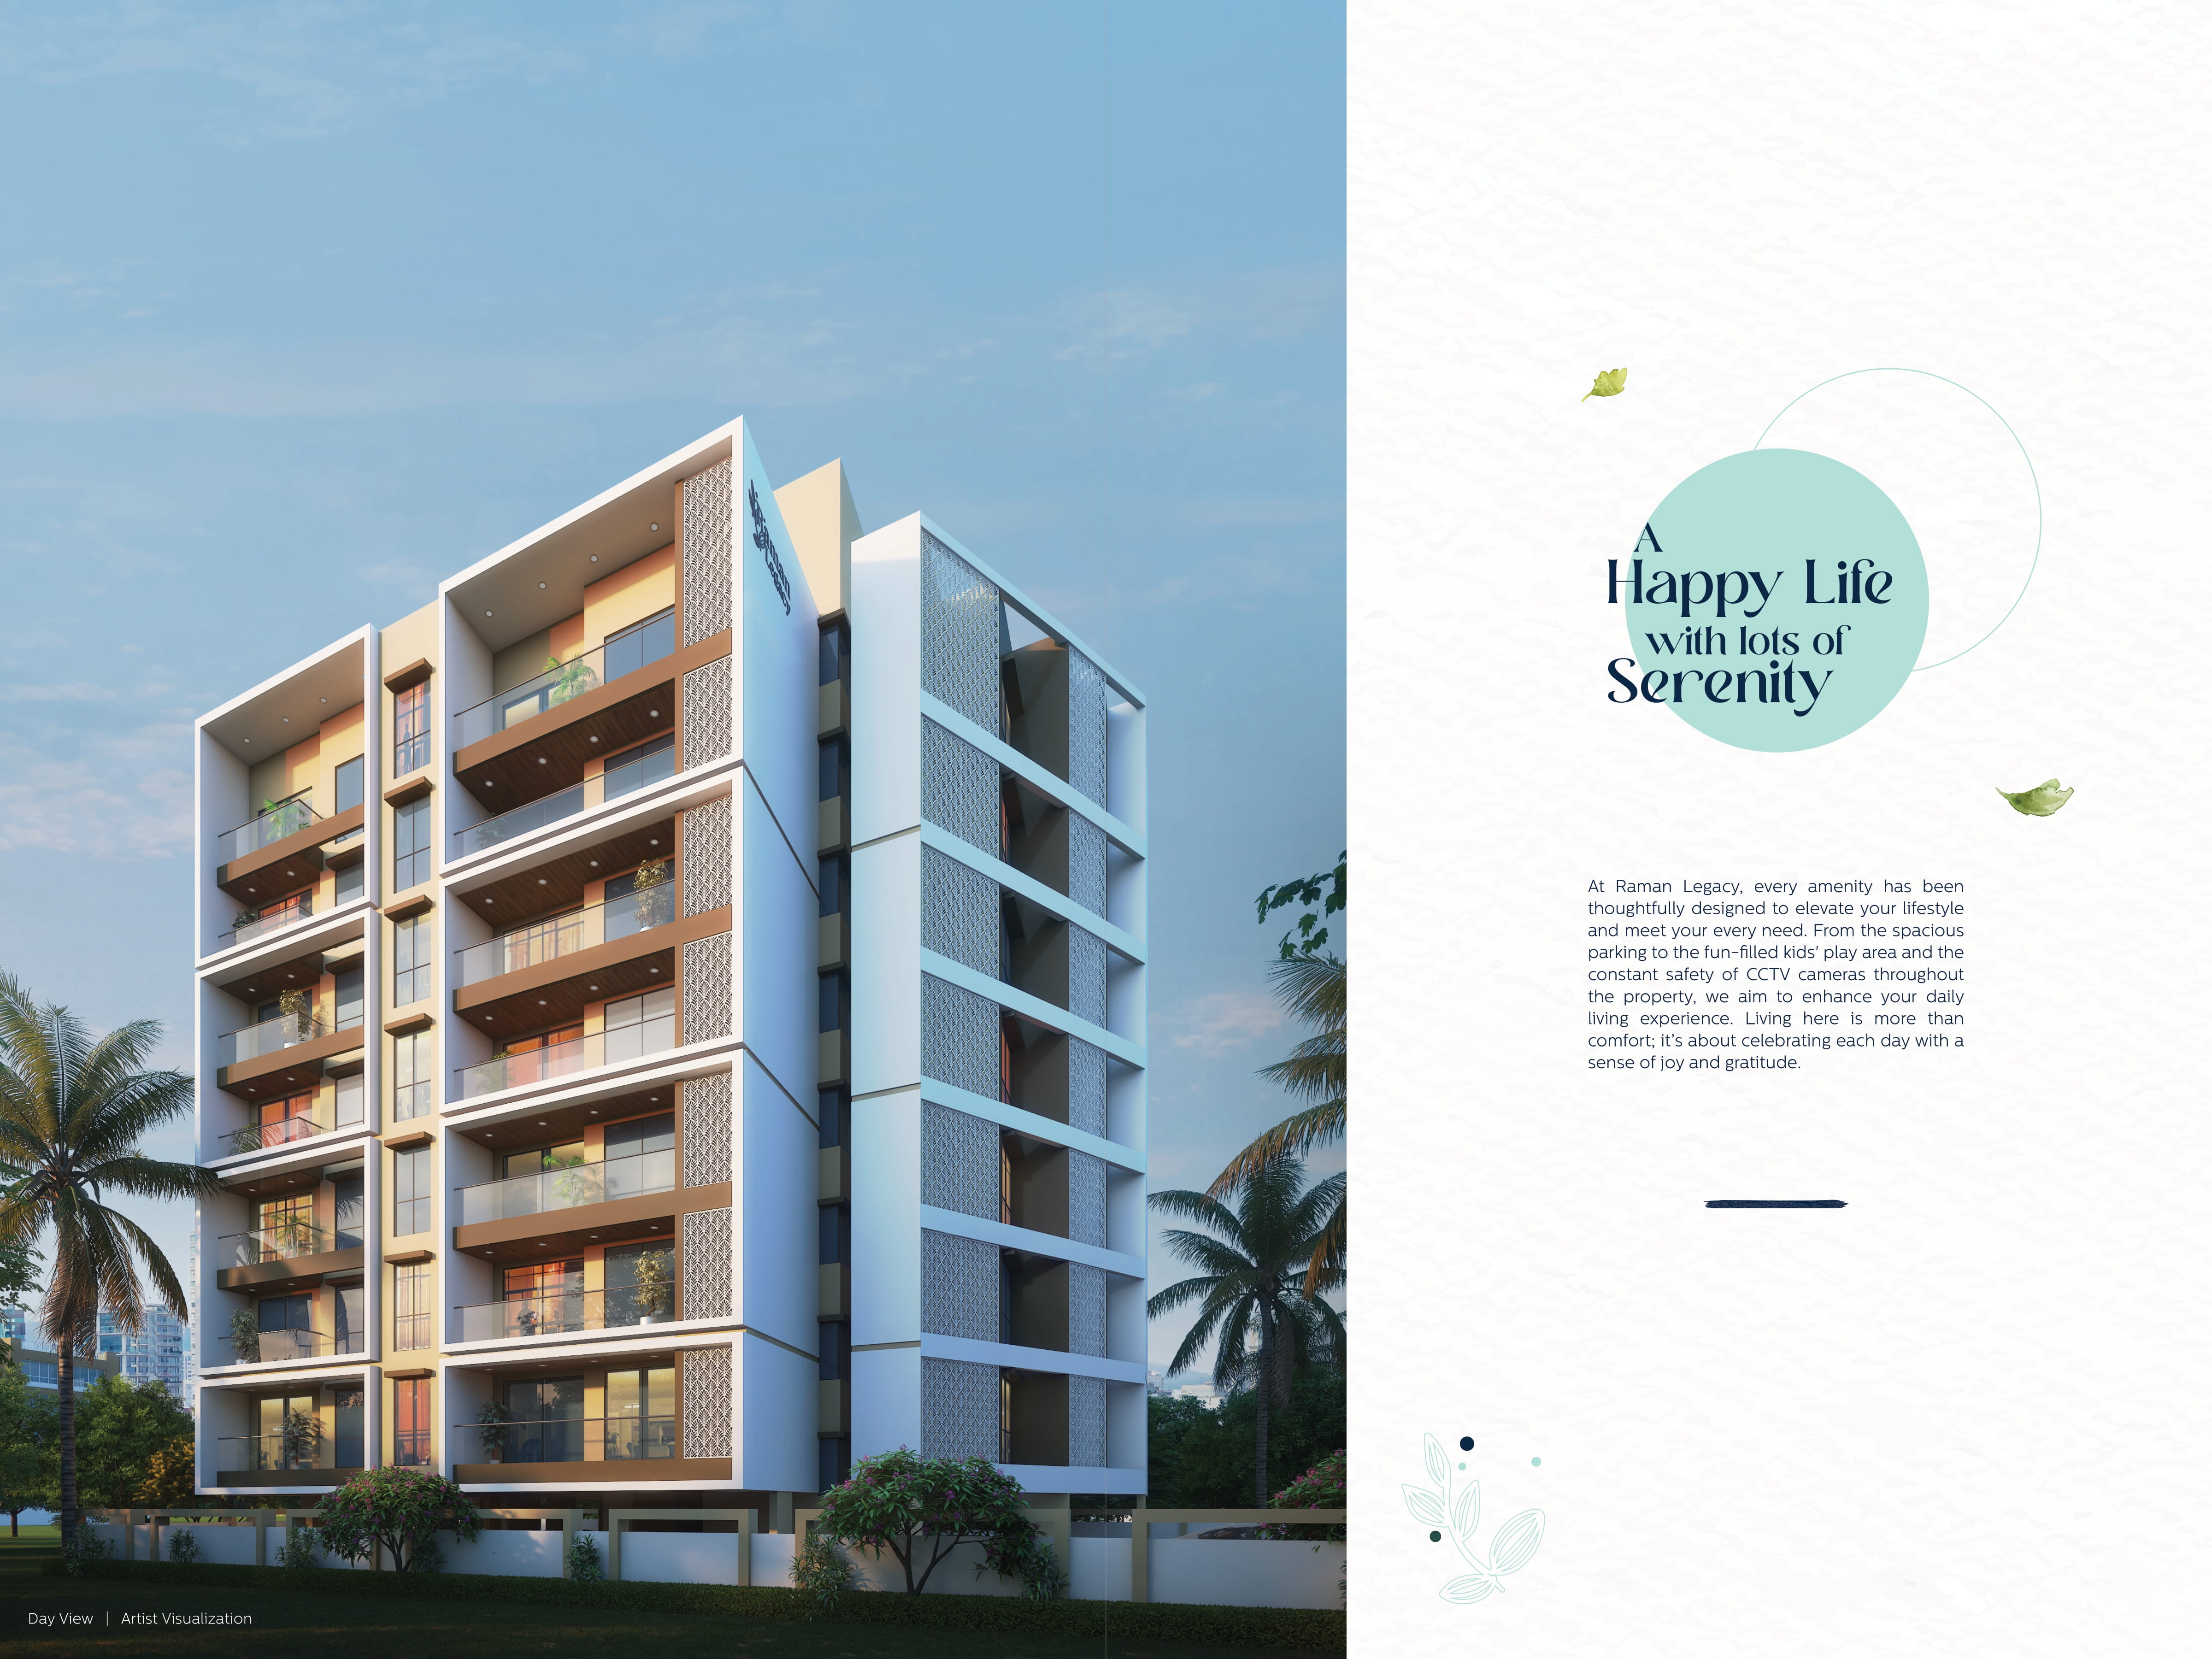 Raman
Legacy
Day View | Artist Visualization
A
Happy Life
with lots of
Serenity
At Raman Legacy, every amenity has been
thoughtfully designed to elevate your lifestyle
and meet your every need. From the spacious
parking to the fun-filled kids' play area and the
constant safety of CCTV cameras throughout
the property, we aim to enhance your daily
living experience. Living here is more than
comfort; it's about celebrating each day with a
sense of joy and gratitude.